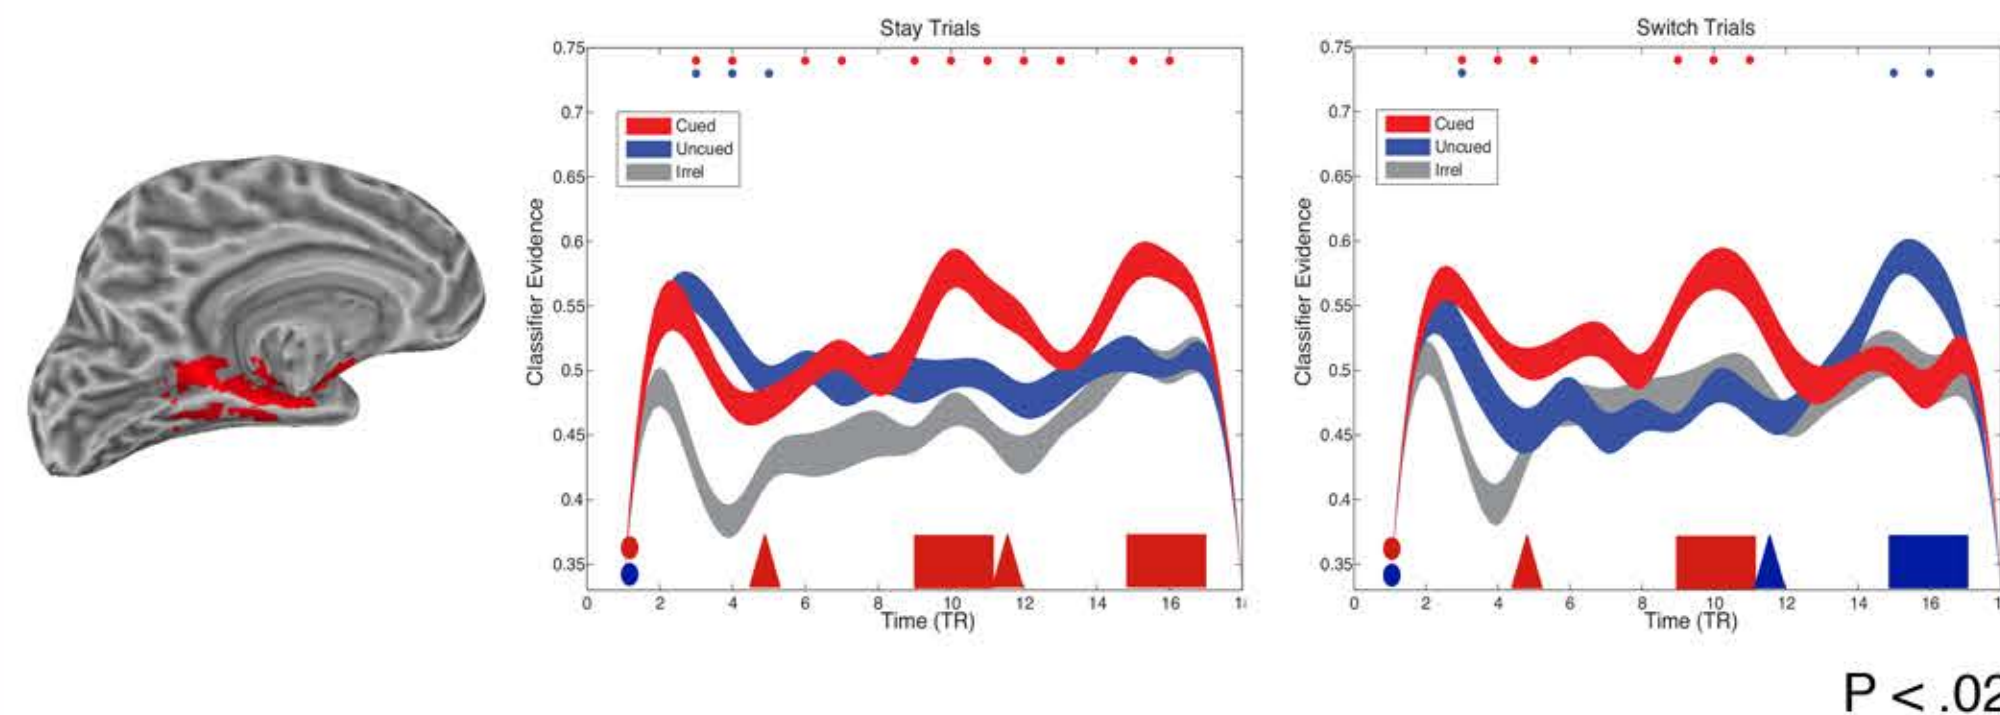 Stay Trials
0.75
0.7
0.65
0.6
0.55
0.5
0.45
0.4
0.35
Classifier Evidence
Cued
Uncued
Irrel
0 2 4 6 8 10 12 14 16
Time (TR)
Switch Trials
0.75
0.7
0.65
0.6
0.55
0.5
0.45
0.4
0.35
Classifier Evidence
Cued
Uncued
Irrel
0 2 4 6 8 10 12 14 16
Time (TR)
P < .02